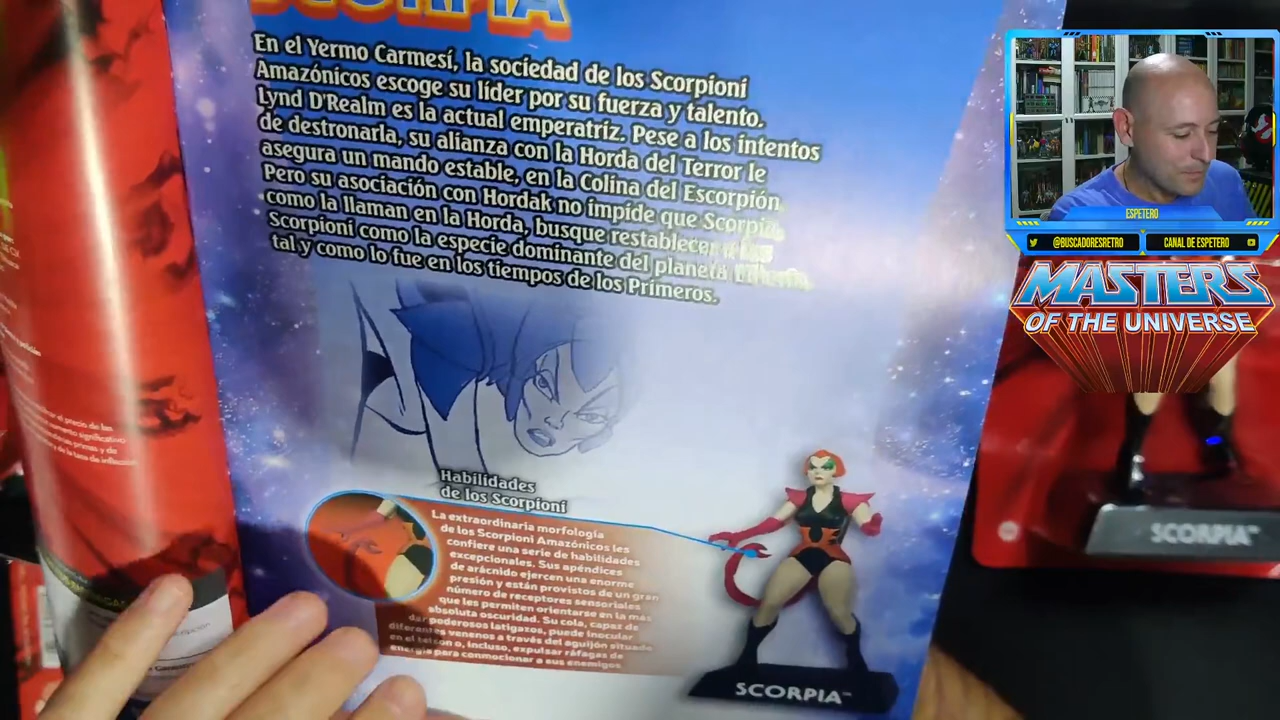 SCORPIA
En el Yermo Carmesí, la sociedad de los Scorpioni
Amazónicos escoge su líder por su fuerza y talento.
Lynd D'Realm es la actual emperatriz. Pese a los intentos
de destronarla, su alianza con la Horda del Terror le
asegura un mando estable, en la Colina del Escorpión
Pero su asociación con Hordak no impide que Scorpia,
como la llaman en la Horda, busque restablecer a los
Scorpioni como la especie dominante del planeta
tal y como lo fue en los tiempos de los Primeros.
Habilidades
de los Scorpioni
La extraordinaria morfología
de los Scorpioni Amazónicos les
confiere una serie de habilidades
excepcionales. Sus apéndices
de arácnido ejercen una enorme
presión y están provistos de un gran
número de receptores sensoriales
que les permiten orientarse en la más
absoluta oscuridad. Su cola, capaz de
dar poderosos latigazos, puede inocular
diferentes venenos a través del aguijón situado
en el telson o, incluso, expulsar ráfagas de
energía para conmocionar a sus enemigos
SCORPIA™
ESPETERO
@BUSCADORESRETRO
CANAL DE ESPETERO
MASTERS
OF THE UNIVERSE
SCORPIA™